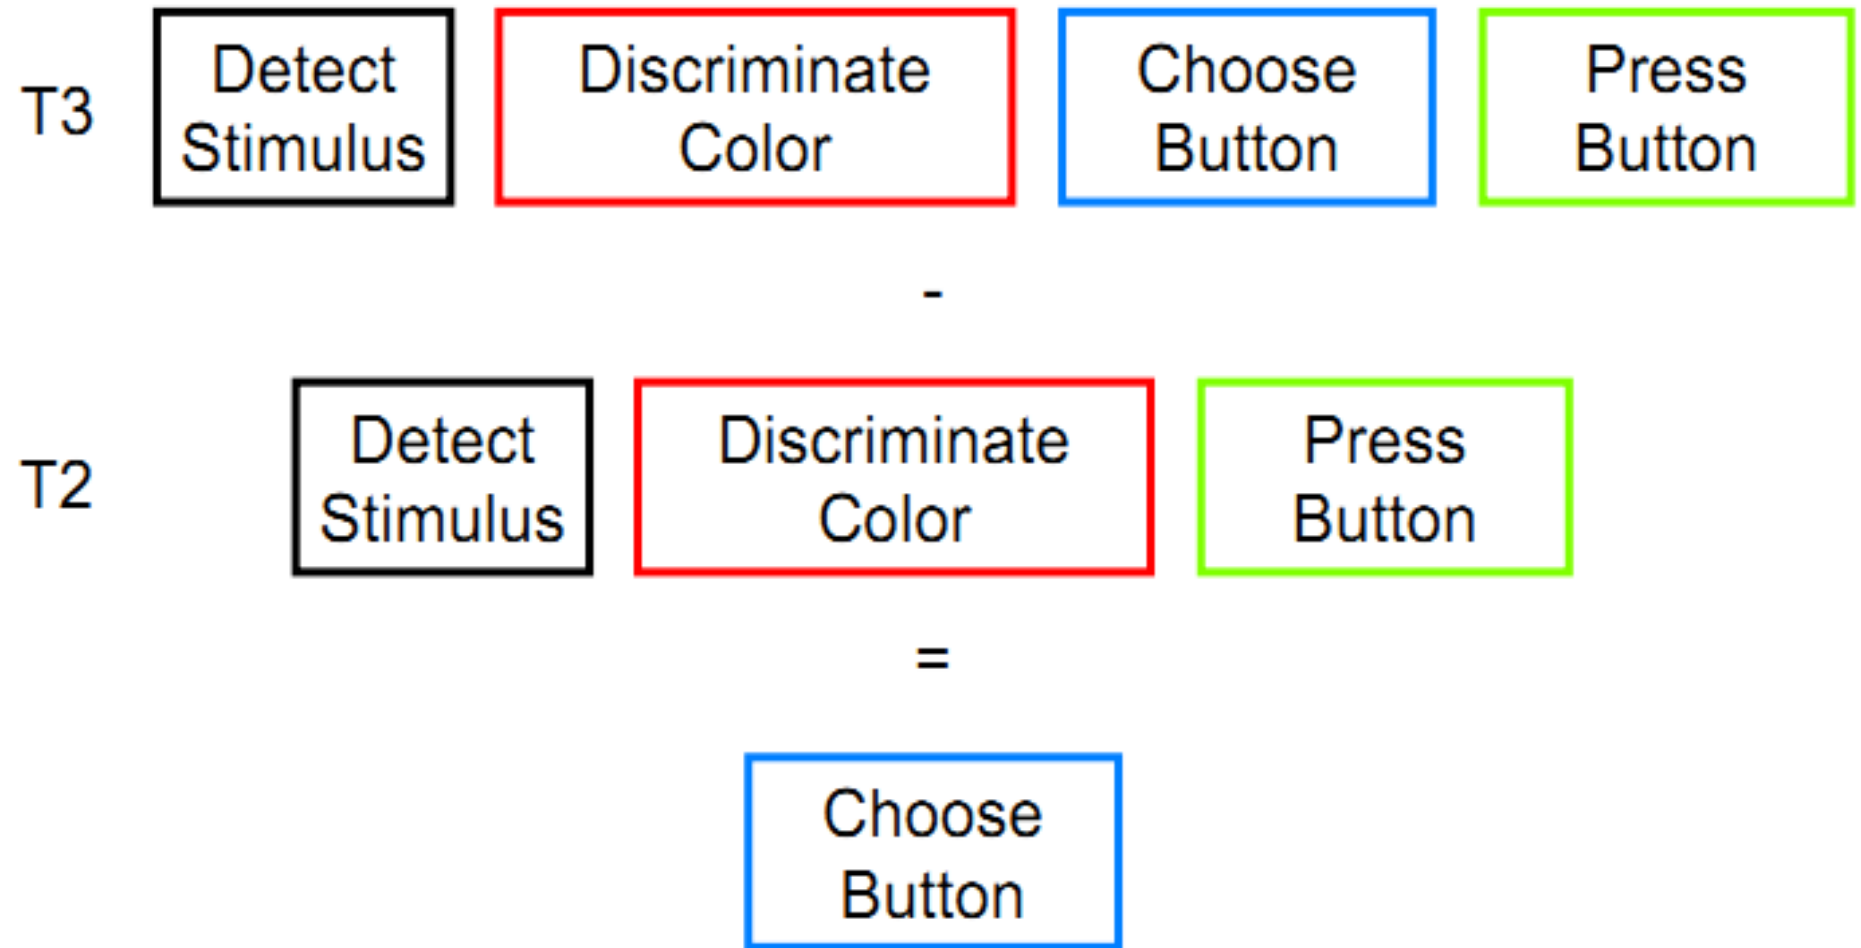 T3
Detect
Stimulus
Discriminate
Color
Choose
Button
Press
Button
-
T2
Detect
Stimulus
Discriminate
Color
Press
Button
=
Choose
Button